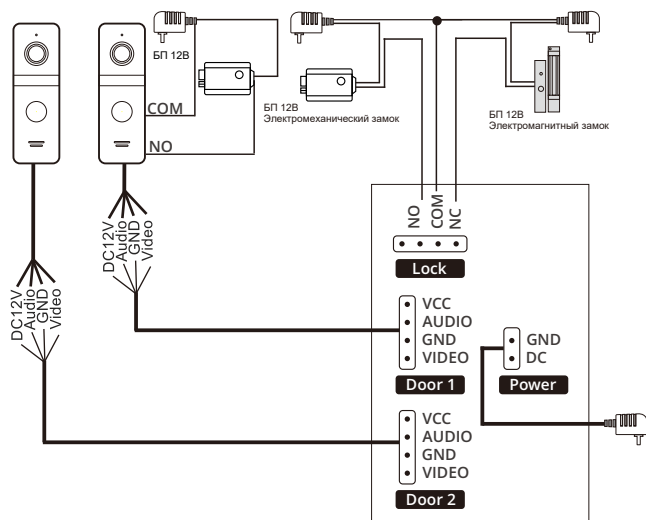 БП 12В
COM
NO
БП 12В
Электромеханический замок
БП 12В
Электромагнитный замок
DC12V
Audio
GND
Video
DC12V
Audio
GND
Video
NO
COM
NC
Lock
VCC
AUDIO
GND
VIDEO
Door 1
GND
DC
Power
VCC
AUDIO
GND
VIDEO
Door 2